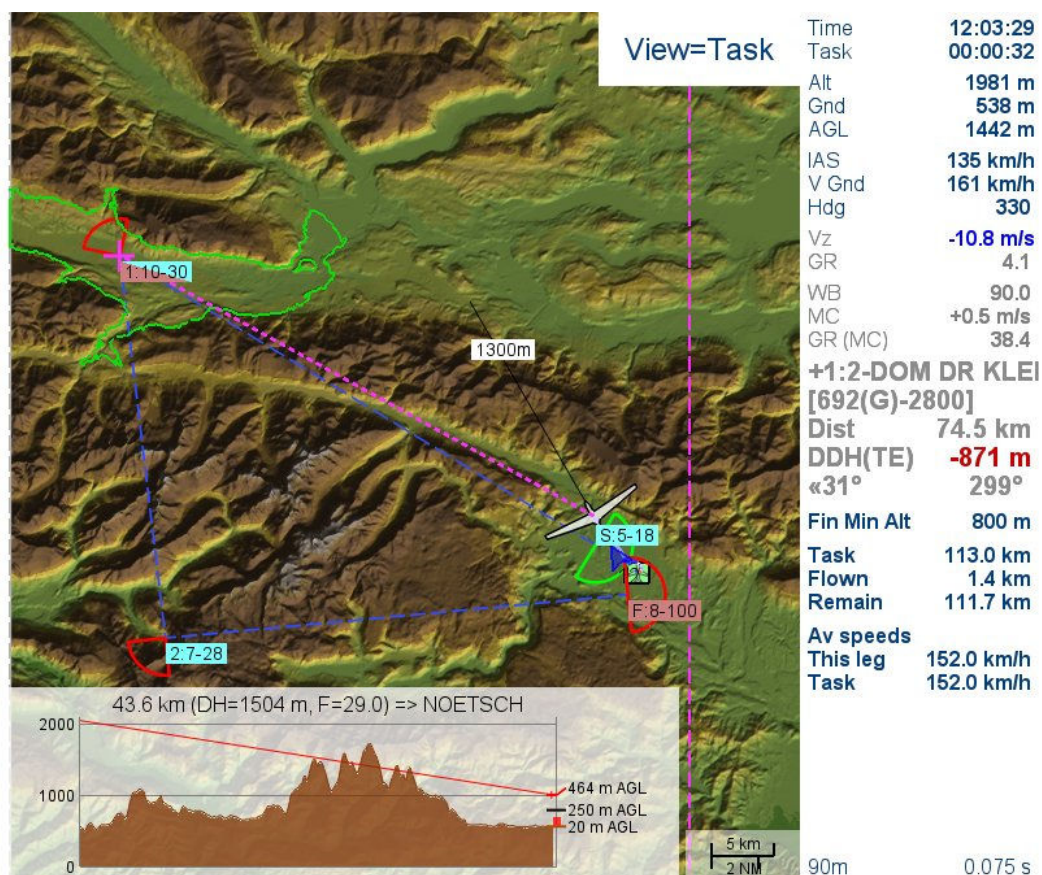 View=Task
Time 12:03:29
Task 00:00:32
Alt 1981 m
Gnd 538 m
AGL 1442 m
IAS 135 km/h
V Gnd 161 km/h
Hdg 330
Vz -10.8 m/s
GR 4.1
WB 90.0
MC +0.5 m/s
GR (MC) 38.4
+1:2-DOM DR KLEI
[692(G)-2800]
Dist 74.5 km
DDH(TE) -871 m
«31° 299°
Fin Min Alt 800 m
Task 113.0 km
Flown 1.4 km
Remain 111.7 km
Av speeds
This leg 152.0 km/h
Task 152.0 km/h
90m 0.075 s
1:10-30
1300m
S:5-18
F:8-100
2:7-28
43.6 km (DH=1504 m, F=29.0) => NOETSCH
2000
1000
0
464 m AGL
250 m AGL
20 m AGL
5 km
2 NM